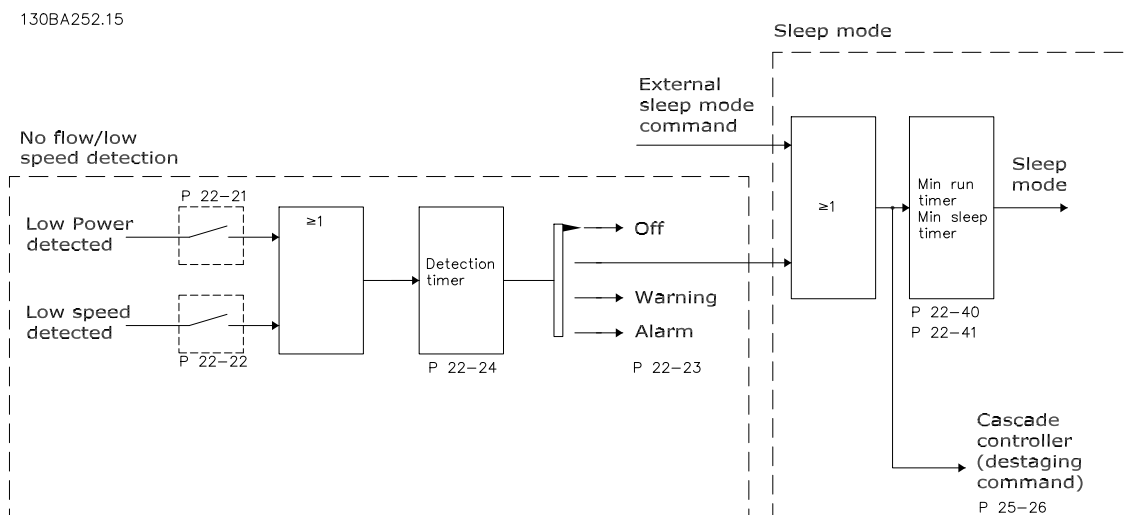 130BA252.15
Sleep mode
External
sleep mode
command
No flow/low
speed detection
P 22-21
Low Power
detected
≥1
Detection
timer
Off
Warning
Alarm
Low speed
detected
P 22-22
P 22-24
P 22-23
≥1
Min run
timer
Min sleep
timer
Sleep
mode
P 22-40
P 22-41
Cascade
controller
(destaging
command)
P 25-26